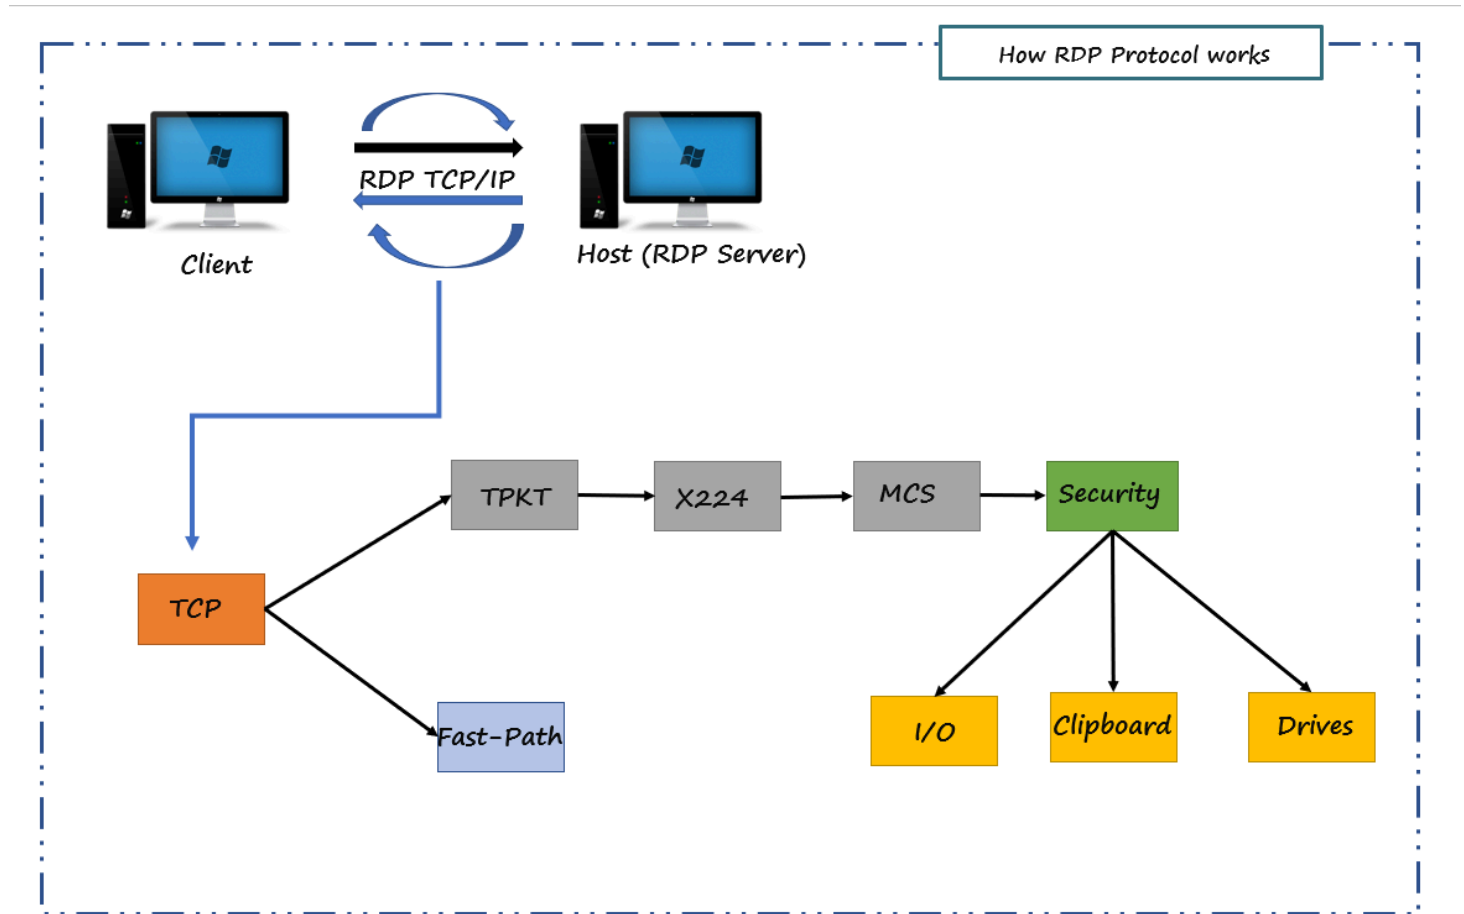 How RDP Protocol works
RDP TCP/IP
Client
Host (RDP Server)
TPKT
X224
MCS
Security
TCP
Fast-Path
I/O
Clipboard
Drives